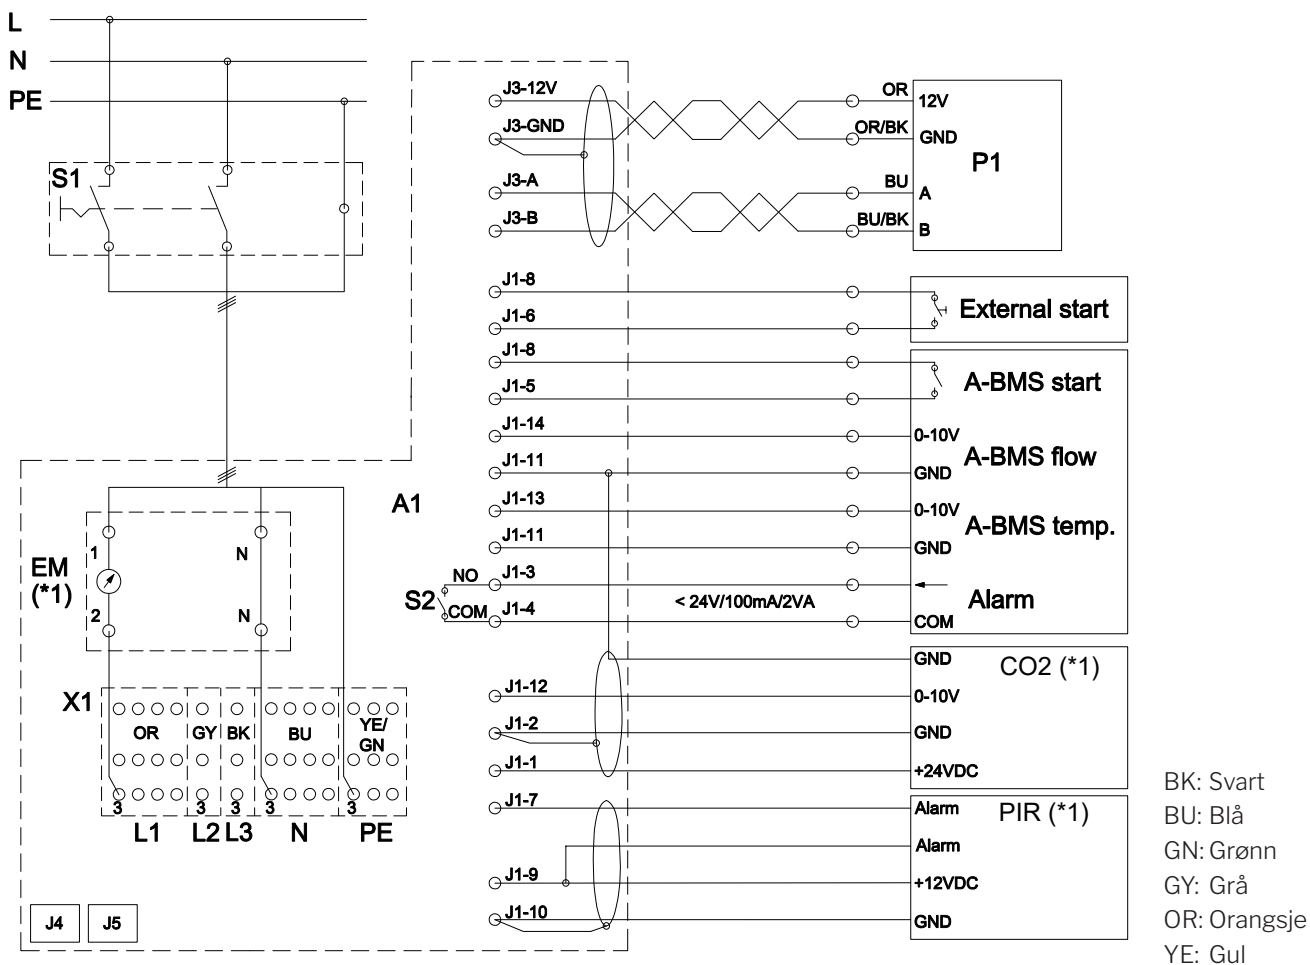 L
N
PE
S1
J3-12V
J3-GND
J3-A
J3-B
OR
OR/BK
BU
BU/BK
12V
GND
A
B
P1
J1-8
J1-6
External start
J1-8
J1-5
A-BMS start
J1-14
0-10V
A-BMS flow
J1-11
GND
J1-13
0-10V
A-BMS temp.
J1-11
GND
A1
S2
NO
COM
J1-3
J1-4
< 24V/100mA/2VA
Alarm
COM
GND
CO2 (*1)
J1-12
0-10V
J1-2
GND
J1-1
+24VDC
J1-7
Alarm
PIR (*1)
Alarm
J1-9
+12VDC
J1-10
GND
EM
(*1)
1
N
2
N
X1
OR
GY
BK
BU
YE/
GN
3
3
3
3
3
L1
L2
L3
N
PE
J4
J5
BK: Svart
BU: Blå
GN: Grønn
GY: Grå
OR: Orangsje
YE: Gul